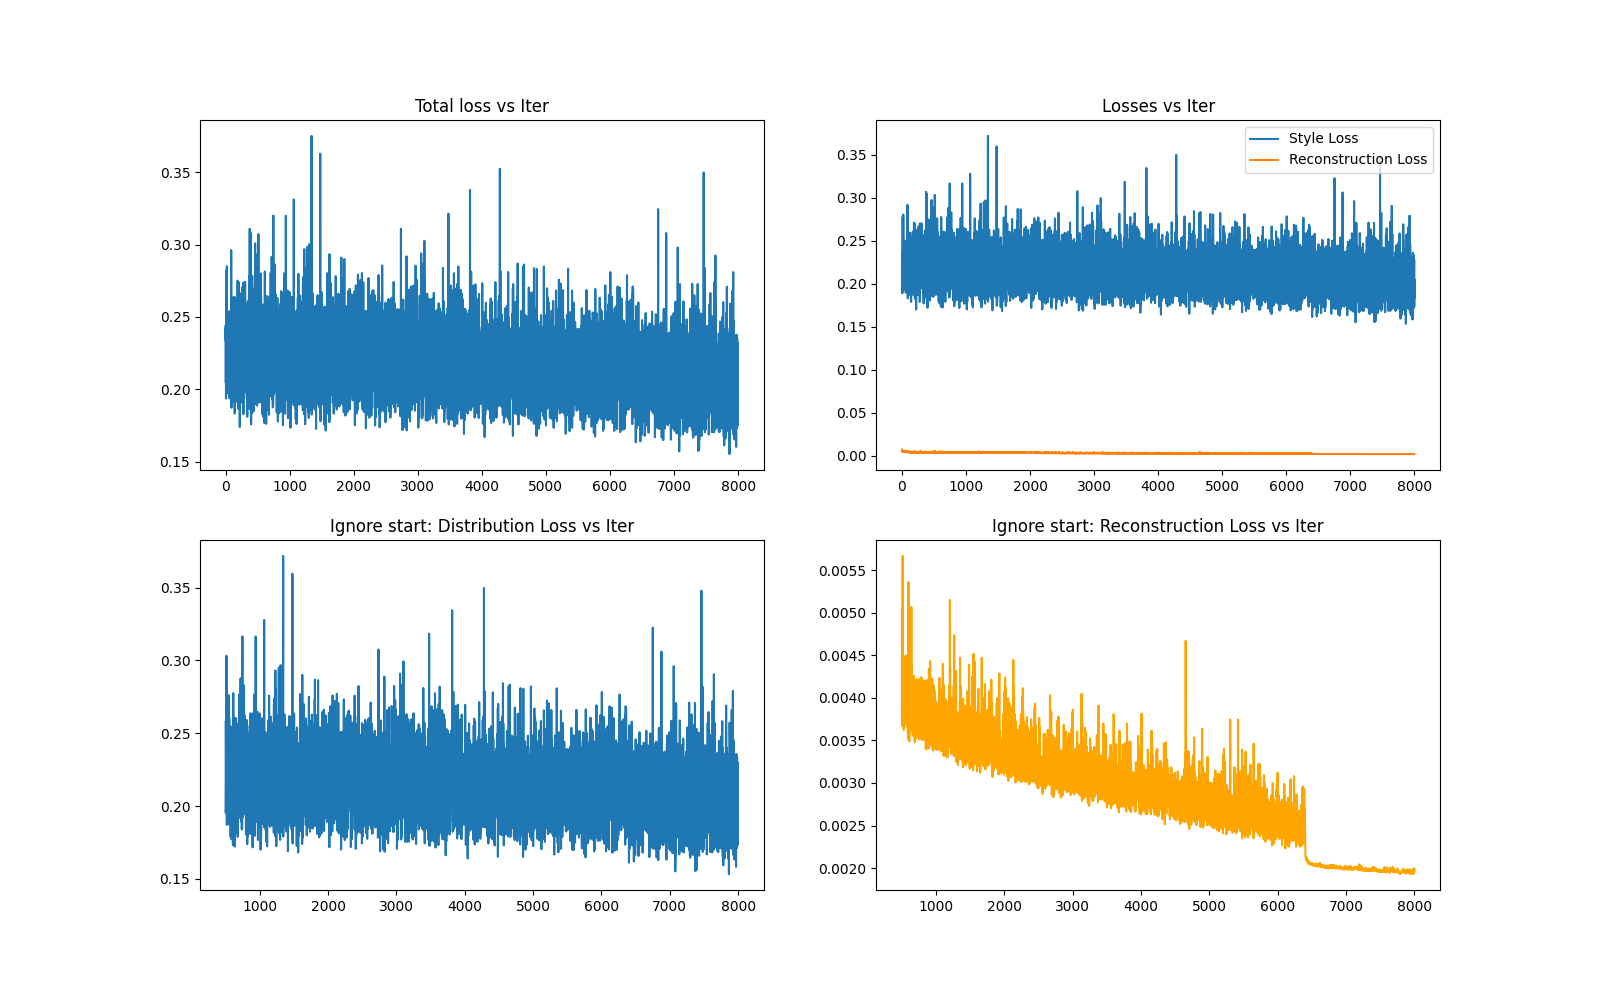 Total loss vs Iter
0.35
0.30
0.25
0.20
0.15
0 1000 2000 3000 4000 5000 6000 7000 8000
Losses vs Iter
Style Loss
Reconstruction Loss
0.35
0.30
0.25
0.20
0.15
0.10
0.05
0.00
0 1000 2000 3000 4000 5000 6000 7000 8000
Ignore start: Distribution Loss vs Iter
0.35
0.30
0.25
0.20
0.15
1000 2000 3000 4000 5000 6000 7000 8000
Ignore start: Reconstruction Loss vs Iter
0.0055
0.0050
0.0045
0.0040
0.0035
0.0030
0.0025
0.0020
1000 2000 3000 4000 5000 6000 7000 8000